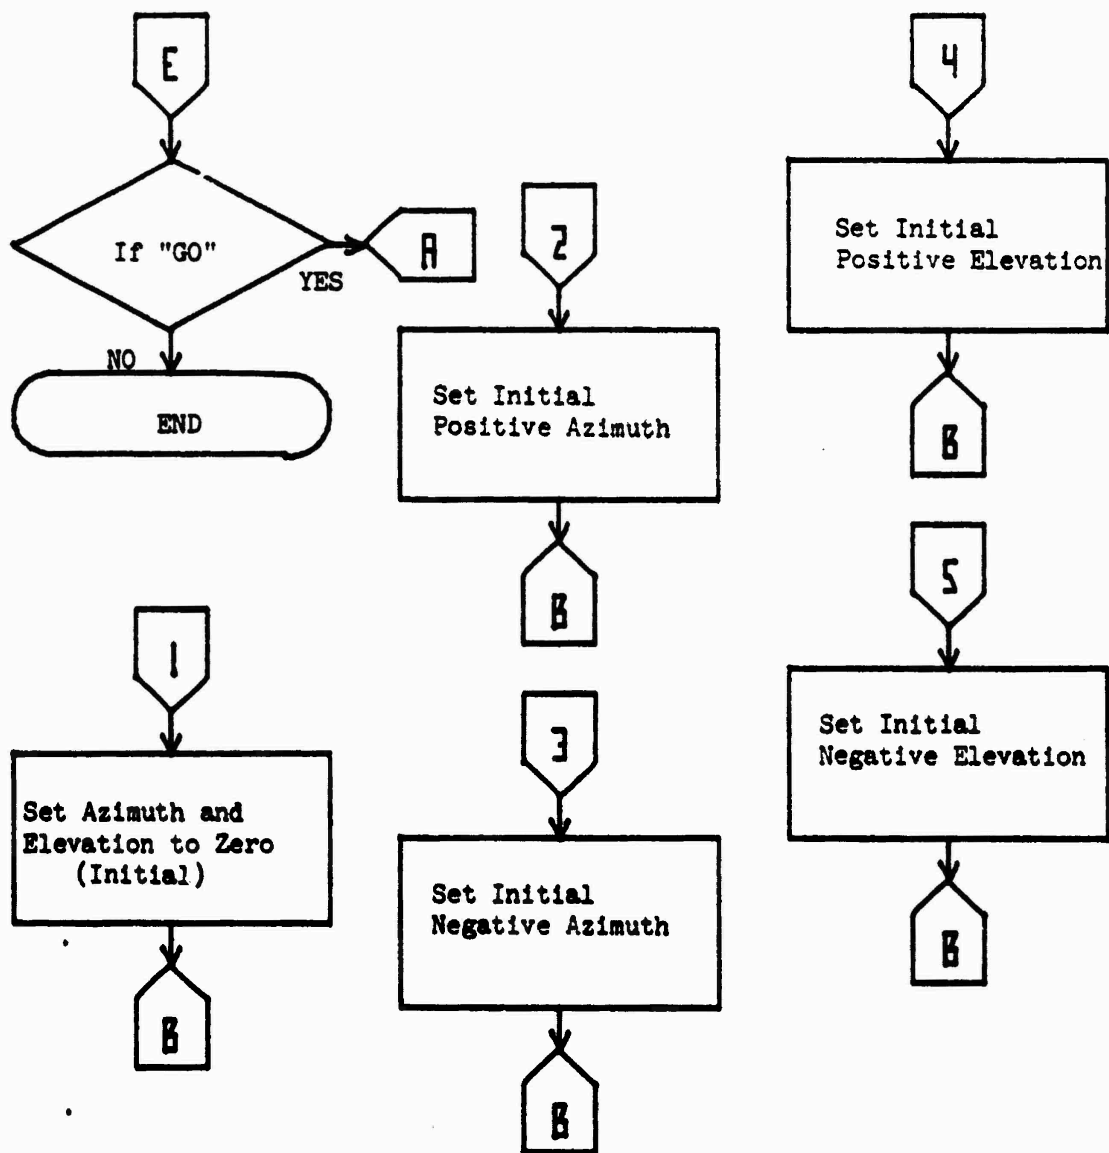 E
If "GO"
YES
A
NO
END
1
Set Azimuth and
Elevation to Zero
(Initial)
B
2
Set Initial
Positive Azimuth
B
3
Set Initial
Negative Azimuth
B
4
Set Initial
Positive Elevation
B
5
Set Initial
Negative Elevation
B